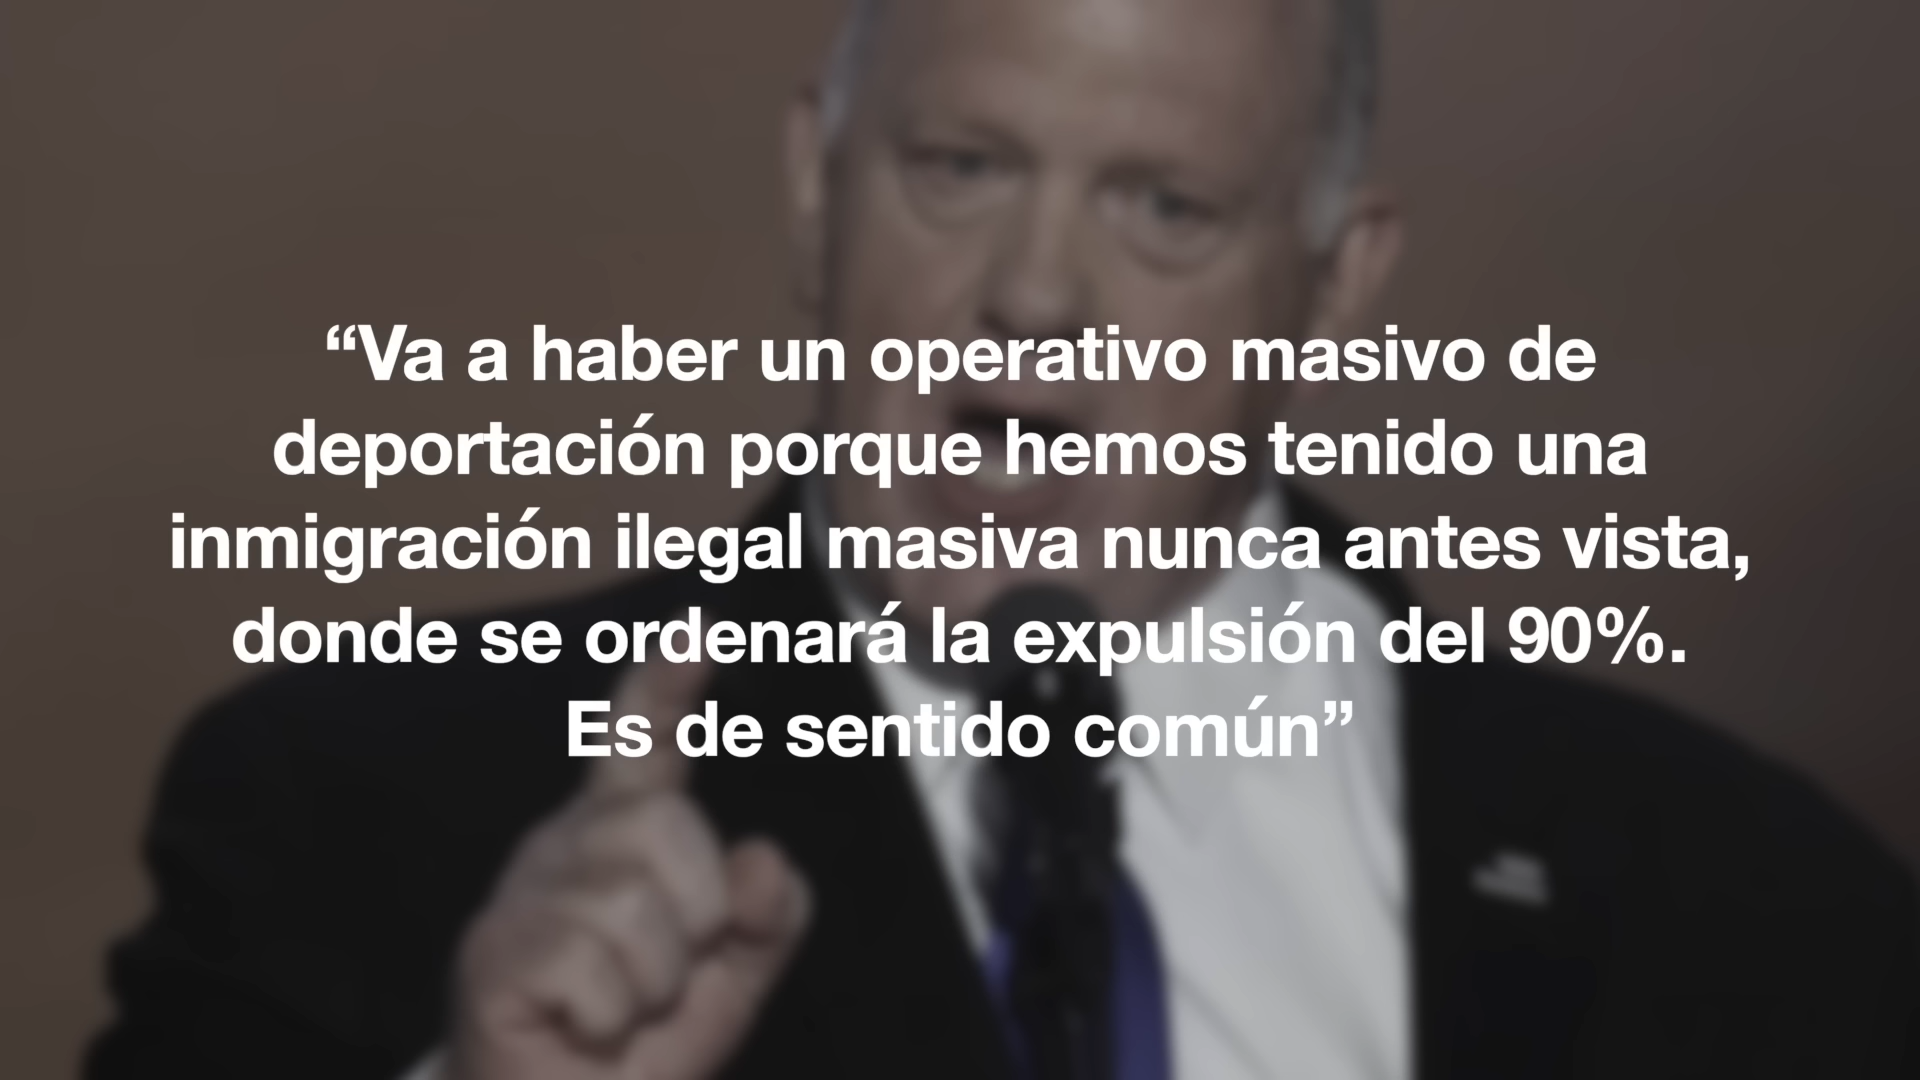 “Va a haber un operativo masivo de
deportación porque hemos tenido una
inmigración ilegal masiva nunca antes vista,
donde se ordenará la expulsión del 90%.
Es de sentido común”